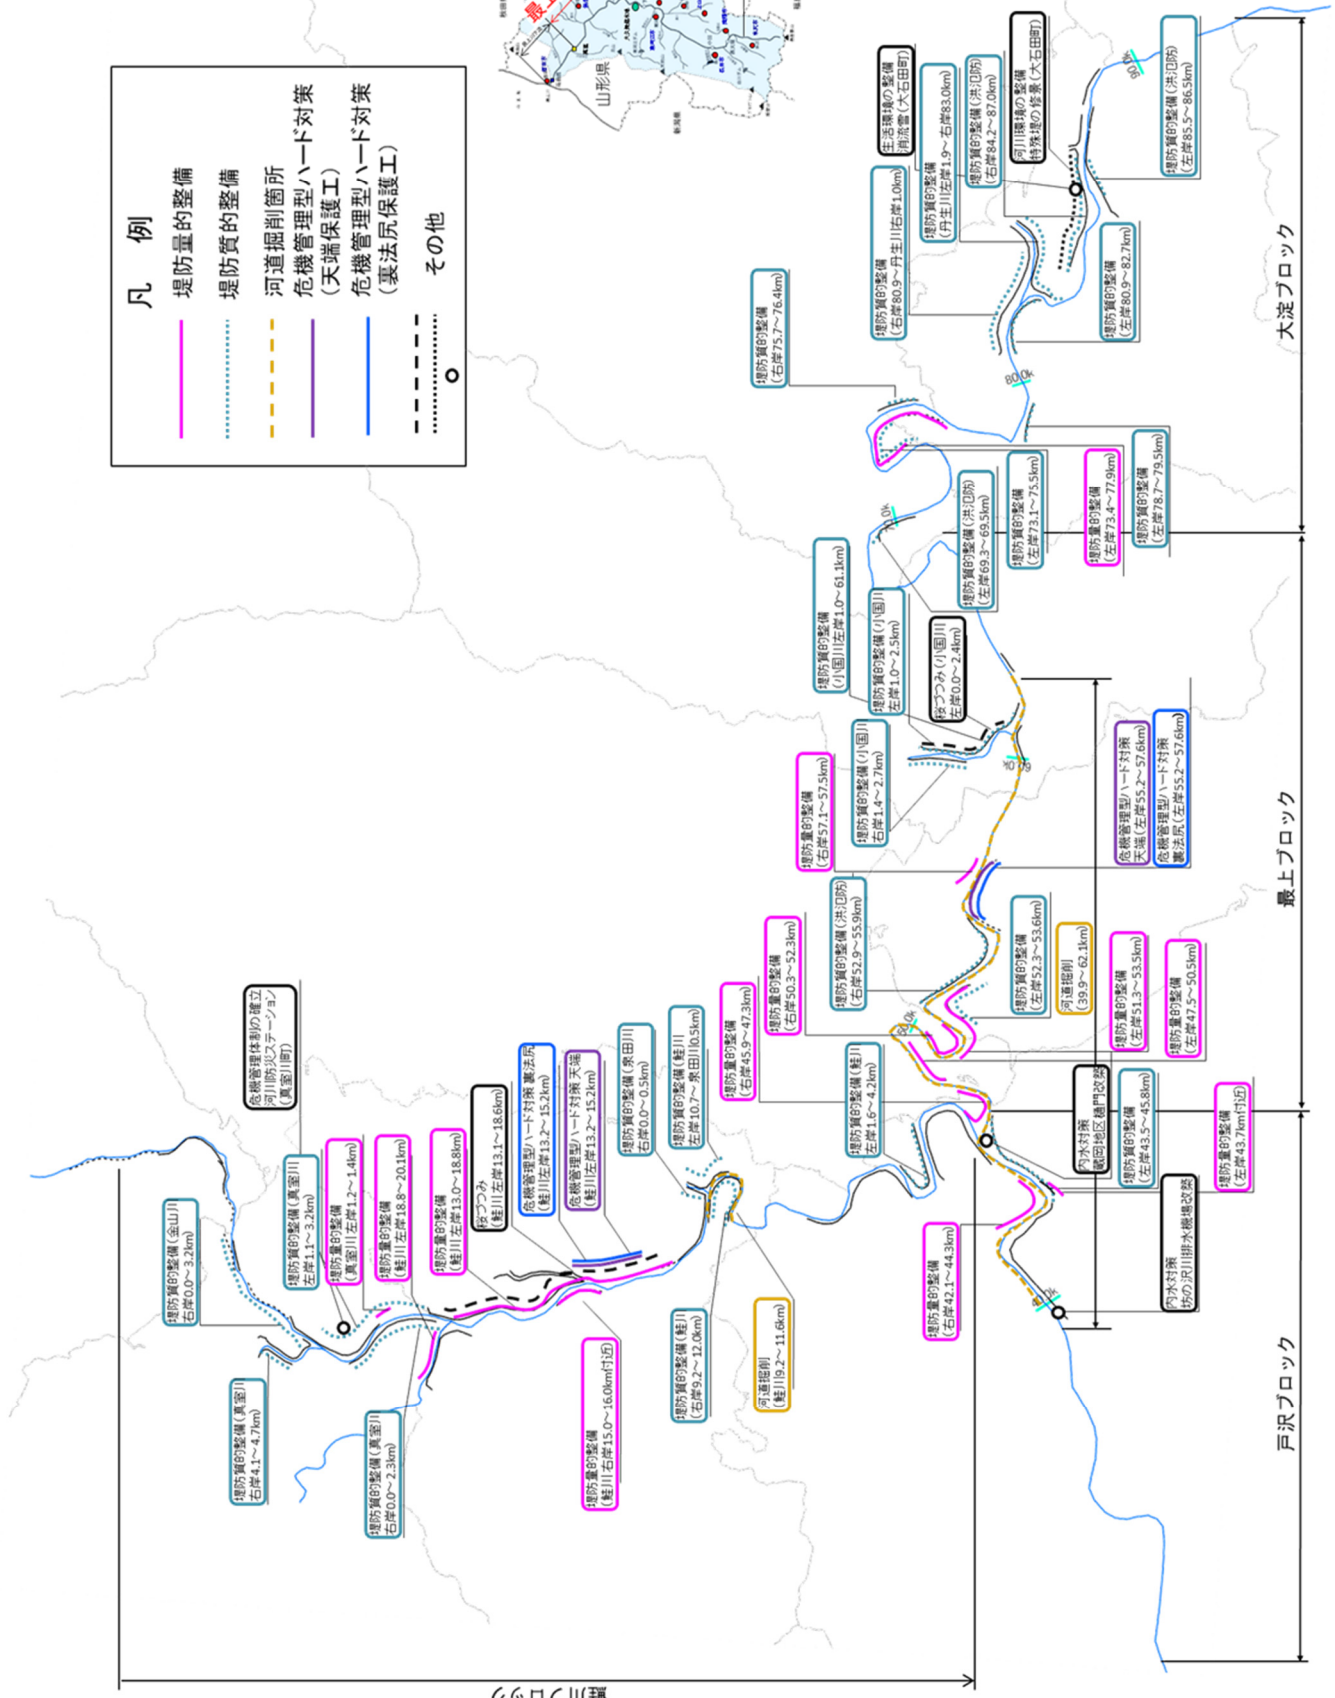 凡　例
堤防量的整備
堤防質的整備
河道掘削箇所
危機管理型ハード対策
（天端保護工）
危機管理型ハード対策
（裏法尻保護工）
その他
山形県
堤防質的整備（金山川
右岸0.0～3.2km）
堤防質的整備（真室川
右岸4.1～4.7km）
危機管理体制の確立
河川防災ステーション
（真室川町）
堤防質的整備（真室川
左岸1.1～3.2km）
堤防量的整備
（真室川左岸1.2～1.4km）
堤防量的整備
（鮭川左岸18.8～20.1km）
堤防質的整備（真室川
右岸0.0～2.3km）
堤防量的整備
（鮭川左岸13.0～18.8km）
桜づつみ
（鮭川左岸13.1～18.6km）
危機管理型ハード対策 裏法尻
（鮭川左岸13.2～15.2km）
危機管理型ハード対策 天端
（鮭川左岸13.2～15.2km）
堤防量的整備
（鮭川右岸15.0～16.0km付近）
堤防質的整備（泉田川
右岸0.0～0.5km）
堤防質的整備（鮭川
左岸10.7～泉田川0.5km）
堤防質的整備（鮭川
右岸9.2～12.0km）
河道掘削
（鮭川9.2～11.6km）
堤防質的整備（鮭川
左岸1.6～4.2km）
堤防量的整備
（右岸42.1～44.3km）
内水対策
蔵岡地区樋門改築
堤防質的整備
（左岸43.5～45.8km）
内水対策
坊の沢川排水機場改築
堤防量的整備
（左岸43.7km付近）
堤防量的整備
（右岸45.9～47.3km）
堤防量的整備
（右岸50.3～52.3km）
堤防質的整備（洪氾防）
（右岸52.9～55.9km）
堤防質的整備
（左岸52.3～53.6km）
河道掘削
（39.9～62.1km）
堤防量的整備
（左岸51.3～53.5km）
堤防量的整備
（左岸47.5～50.5km）
堤防量的整備
（右岸57.1～57.5km）
堤防質的整備（小国川
右岸1.4～2.7km）
危機管理型ハード対策
天端（左岸55.2～57.6km）
危機管理型ハード対策
裏法尻（左岸55.2～57.6km）
堤防質的整備
（小国川左岸1.0～61.1km）
堤防質的整備（小国川
左岸1.0～2.5km）
桜づつみ（小国川
左岸0.0～2.4km）
堤防質的整備（洪氾防）
（左岸69.3～69.5km）
堤防質的整備
（左岸73.1～75.5km）
堤防量的整備
（左岸73.4～77.9km）
堤防質的整備
（左岸78.7～79.5km）
堤防質的整備
（右岸75.7～76.4km）
堤防質的整備
（右岸80.9～丹生川右岸1.0km）
生活環境の整備
消流雪（大石田町）
堤防質的整備
（丹生川左岸1.9～右岸83.0km）
堤防質的整備（洪氾防）
（右岸84.2～87.0km）
河川環境の整備
特殊堤の修景（大石田町）
堤防質的整備
（左岸80.9～82.7km）
堤防質的整備（洪氾防）
（左岸85.5～86.5km）
80.0k
90.0k
戸沢ブロック
最上ブロック
大淀ブロック